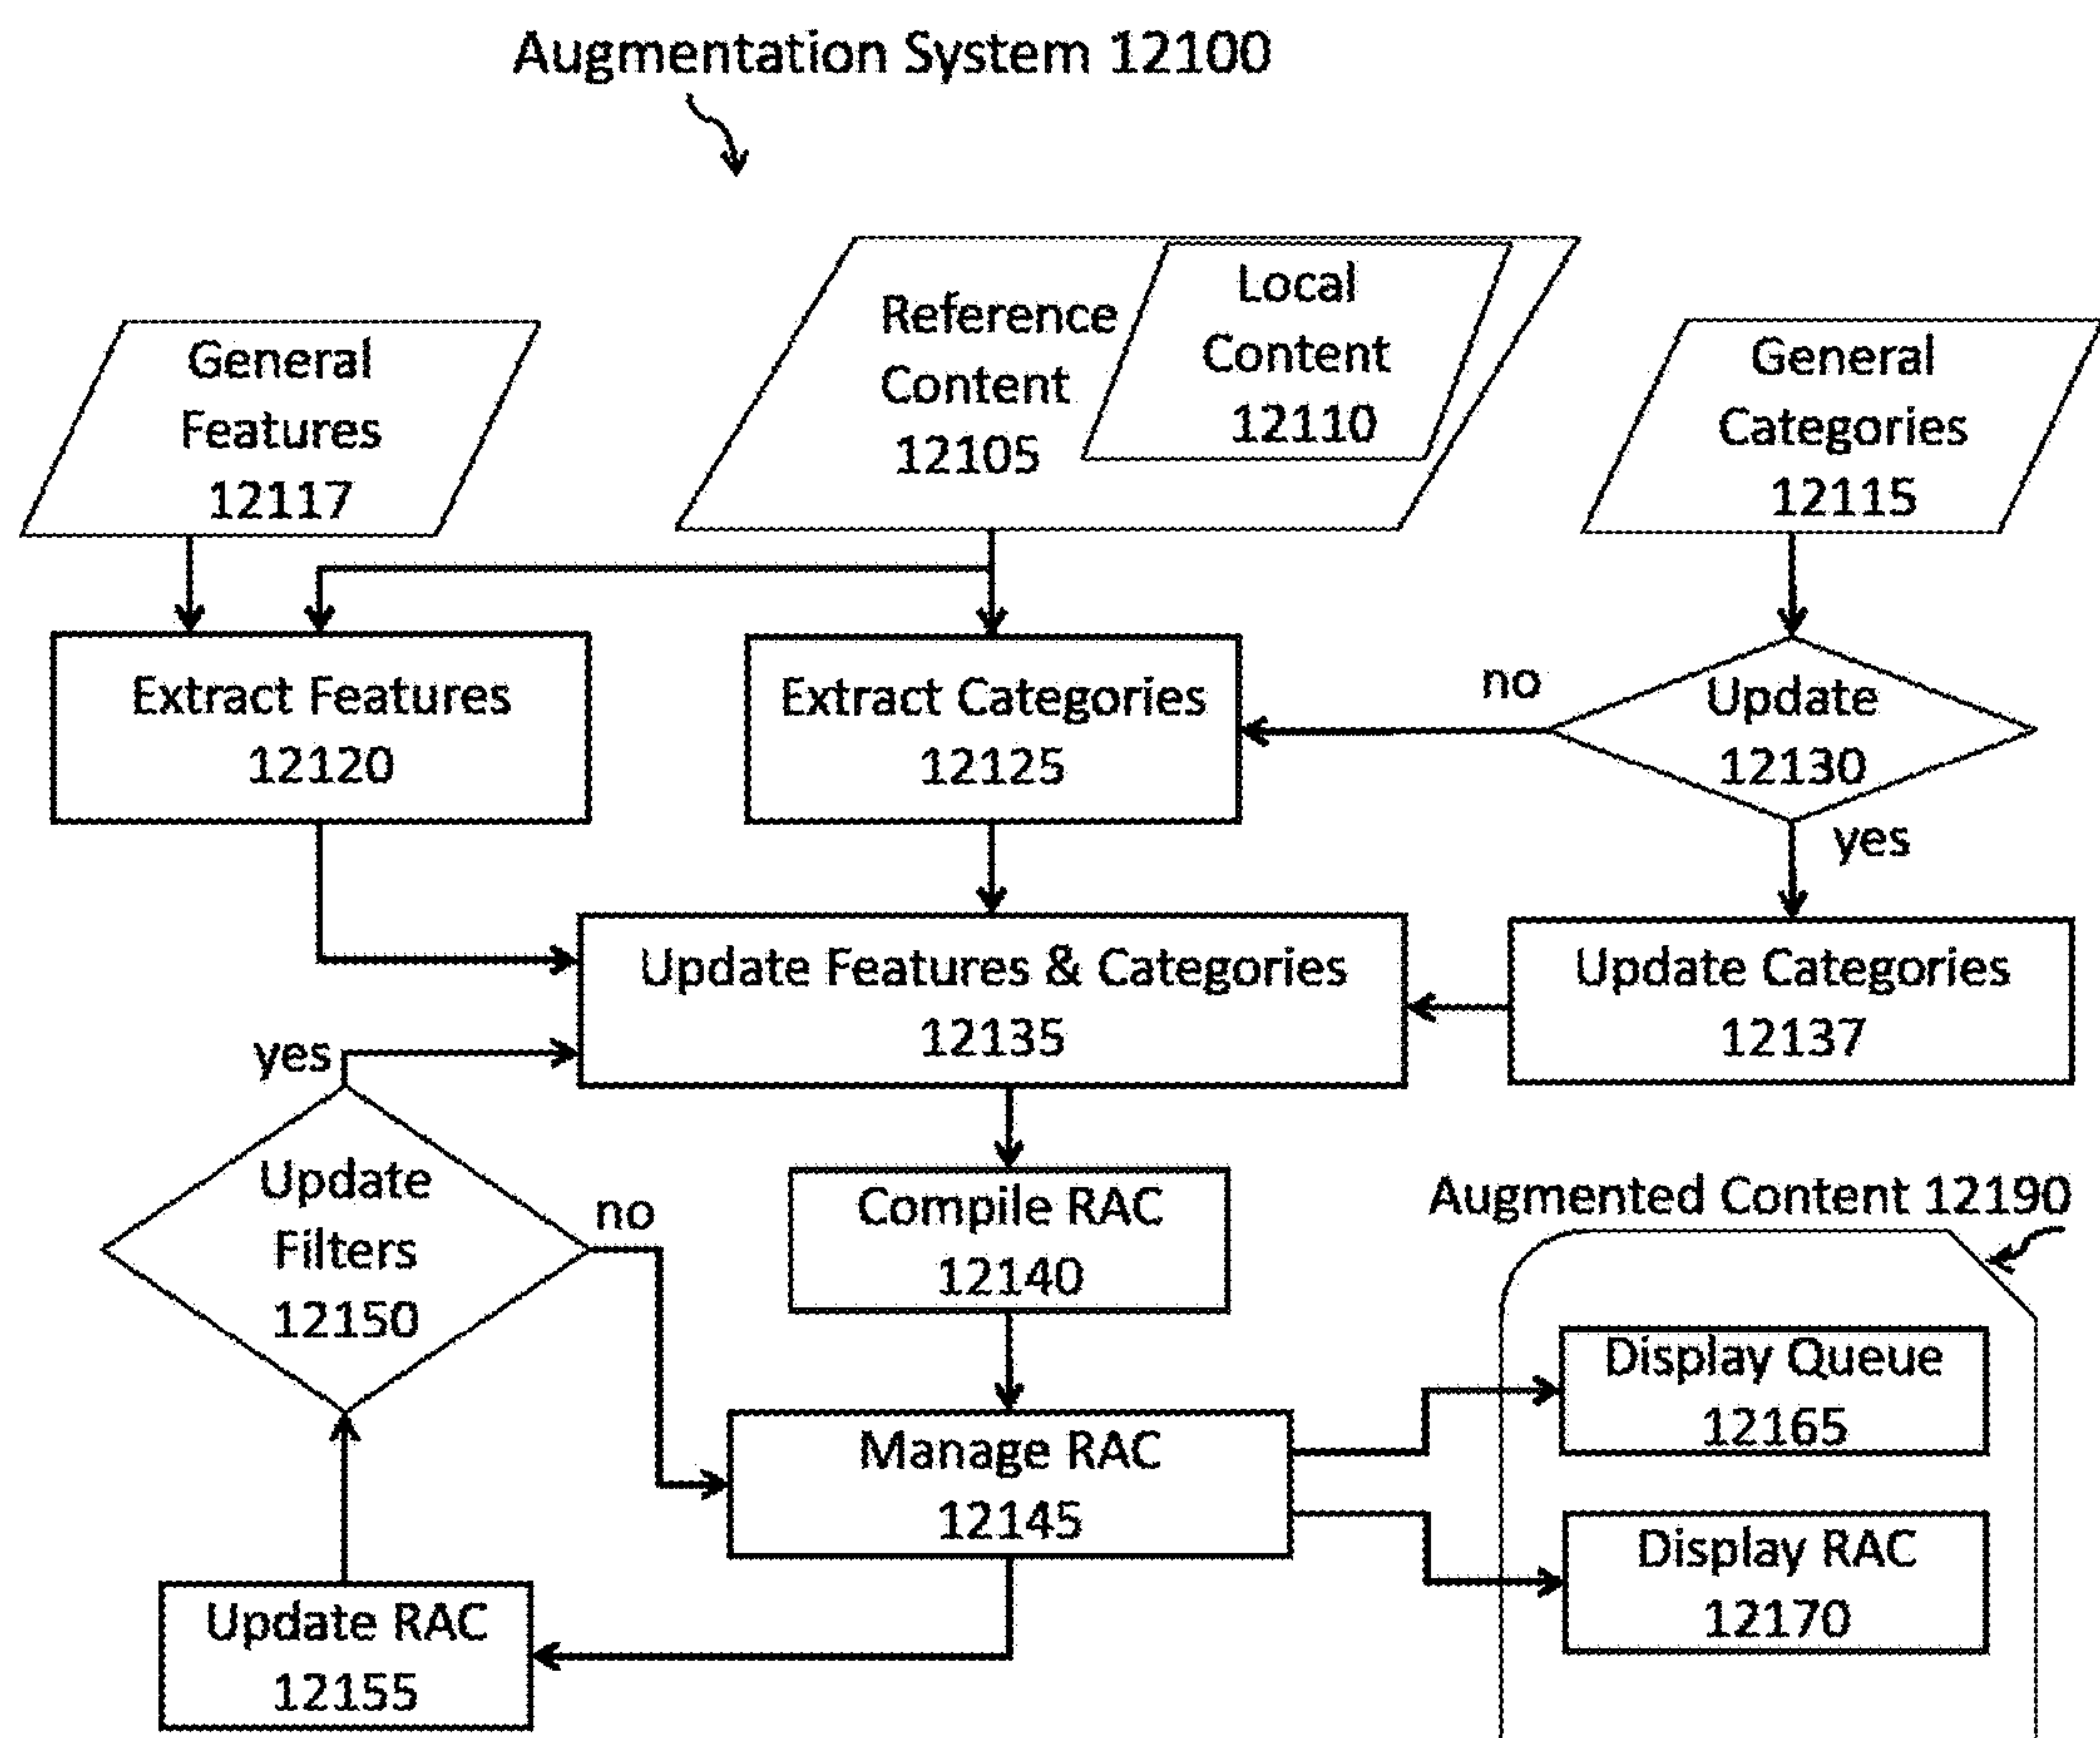 Augmentation System 12100
General
Features
12117
Reference
Content
12105
Local
Content
12110
General
Categories
12115
Extract Features
12120
Extract Categories
12125
no
Update
12130
yes
Update Features & Categories
12135
Update Categories
12137
yes
Update
Filters
12150
no
Compile RAC
12140
Augmented Content 12190
Display Queue
12165
Manage RAC
12145
Display RAC
12170
Update RAC
12155